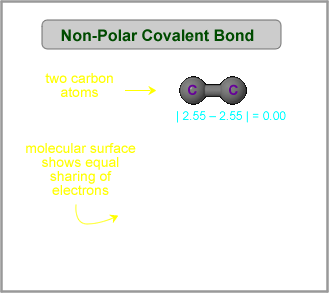 Non-Polar Covalent Bond
two carbon
atoms
C C
| 2.55 – 2.55 | = 0.00
molecular surface
shows equal
sharing of
electrons